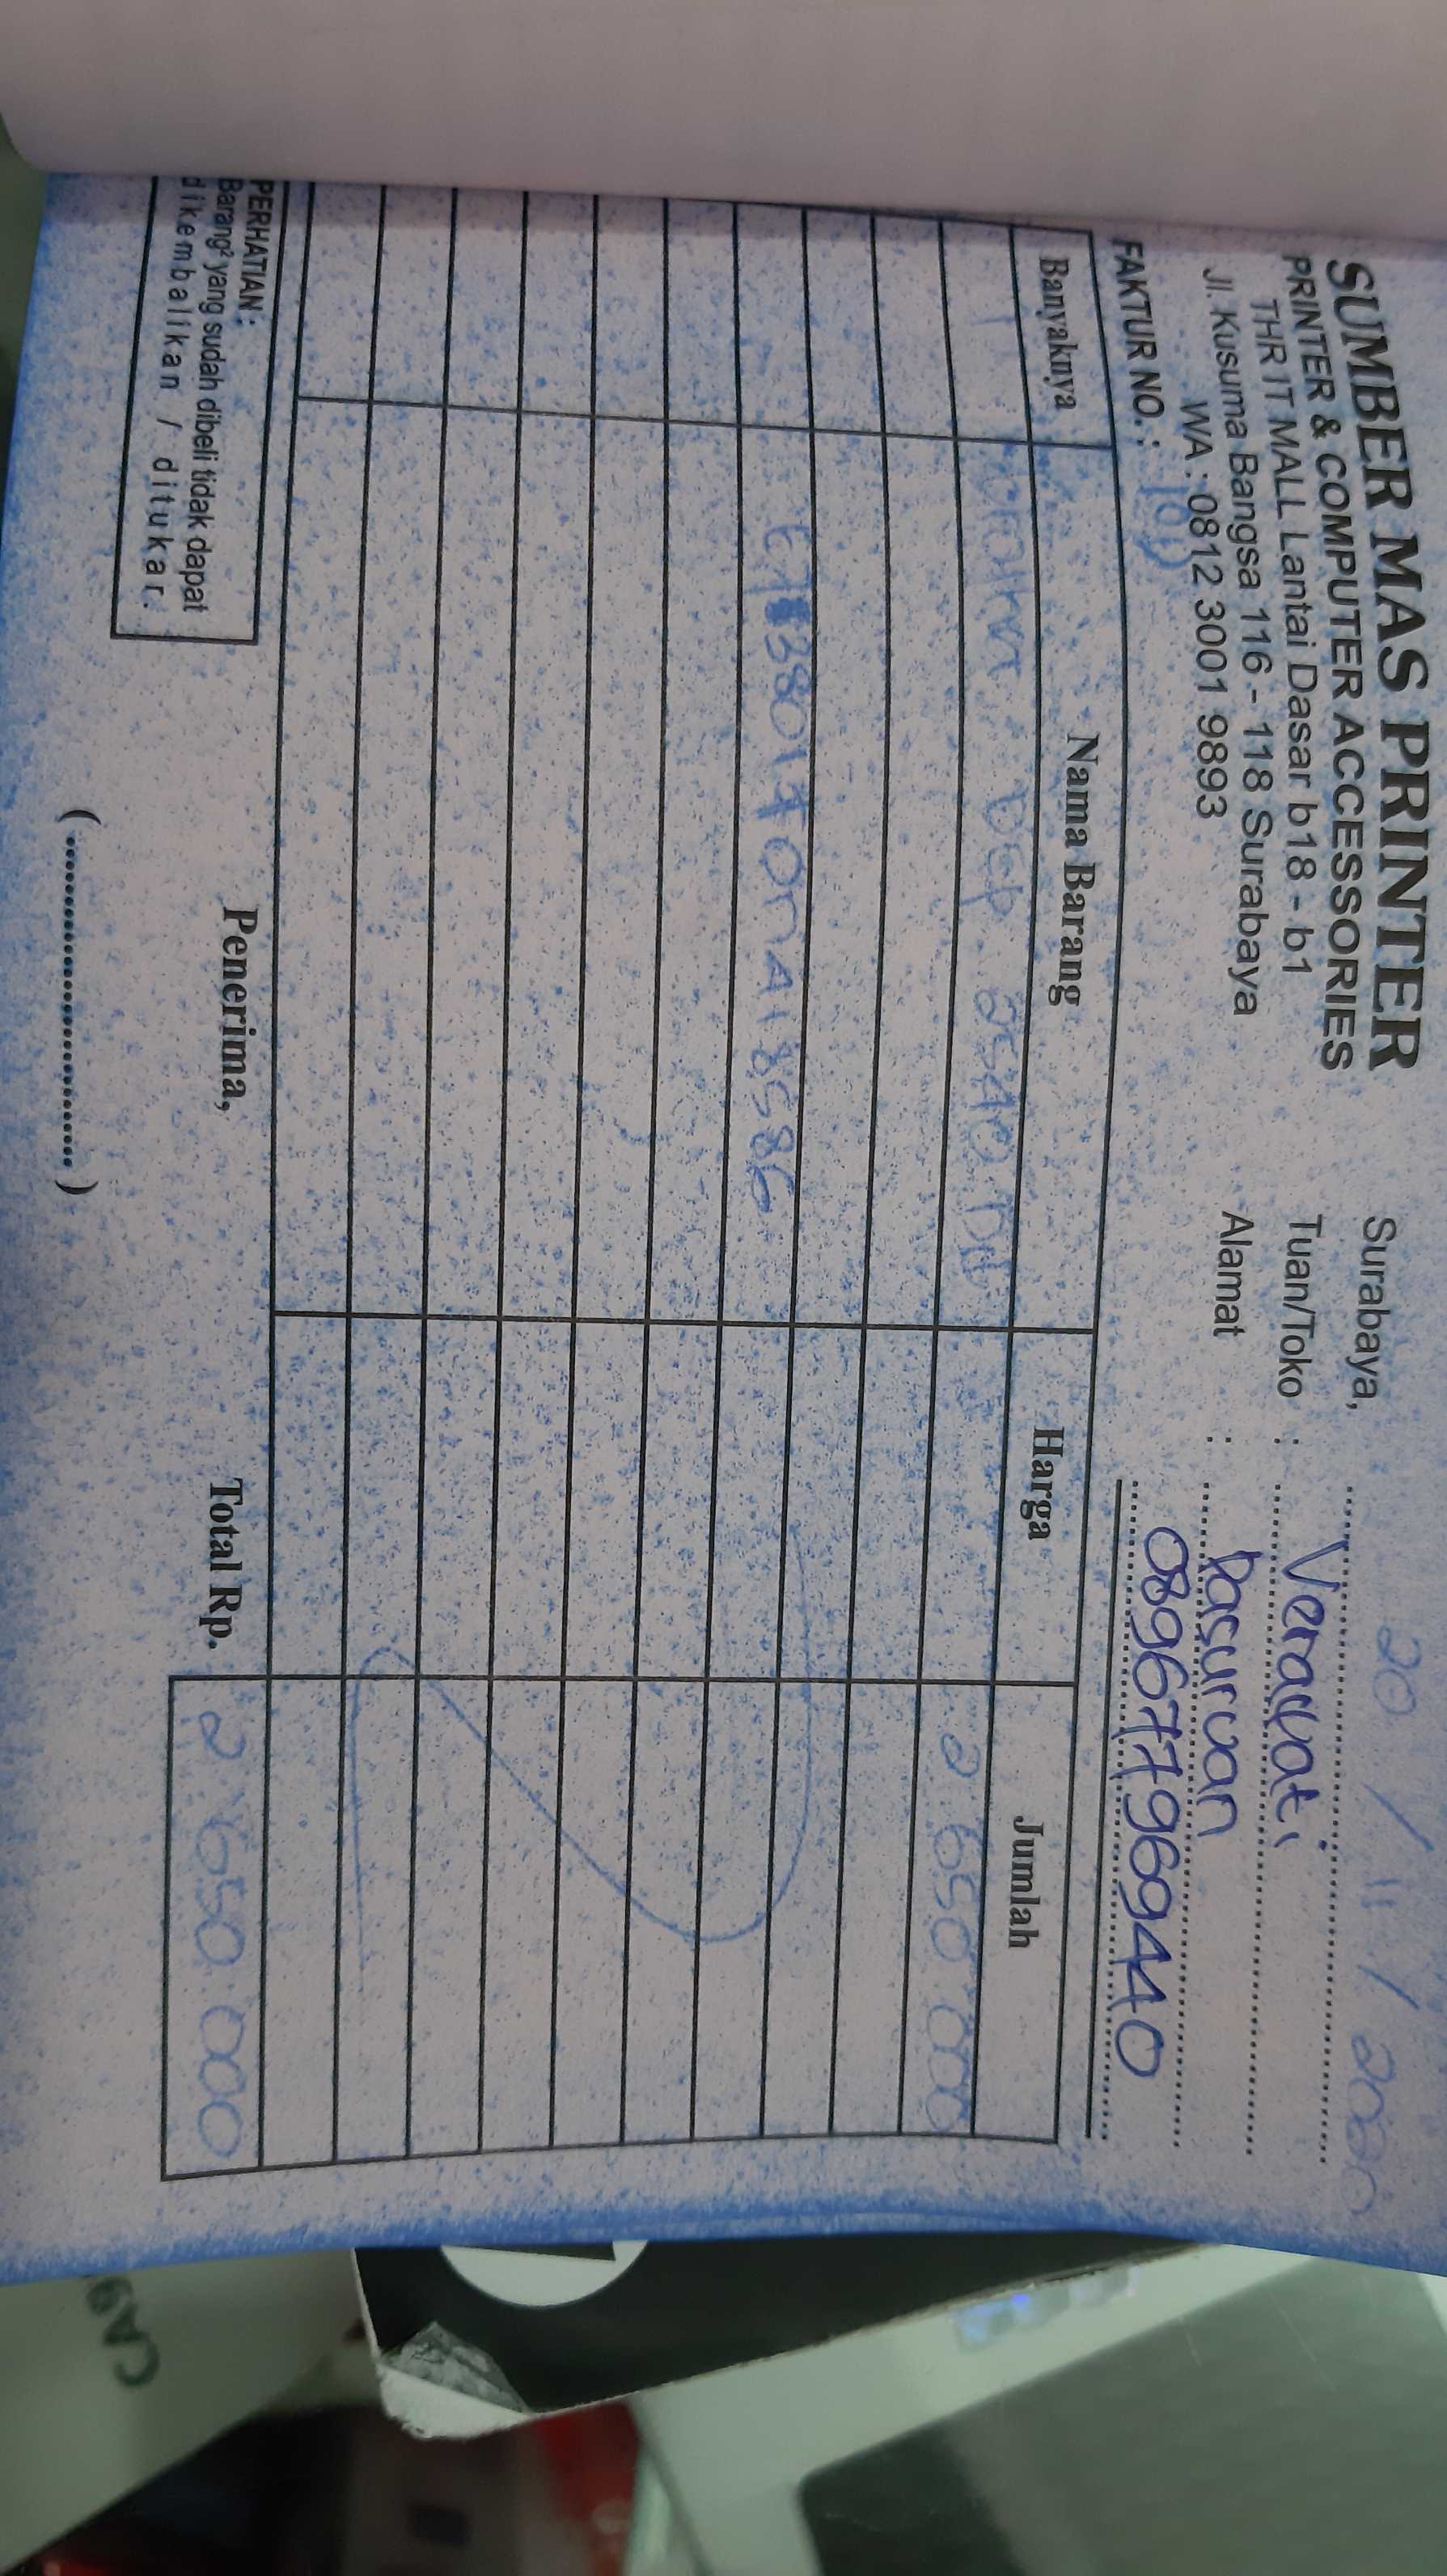 SUMBER MAS PRINTER
PRINTER & COMPUTER ACCESSORIES
THR IT MALL Lantai Dasar b18 - b1
Jl. Kusuma Bangsa 116 - 118 Surabaya
WA : 0812 3001 9893
Surabaya, 20 / 11 / 2020
Tuan/Toko : Verawati
Alamat : Pasuruan
089677969440
FAKTUR NO. :
Banyaknya Nama Barang Harga Jumlah
1 2540 DW 2 650 000
Total Rp. 2 650 000
Penerima,
(..............................)
PERHATIAN :
Barang² yang sudah dibeli tidak dapat
dikembalikan / ditukar.